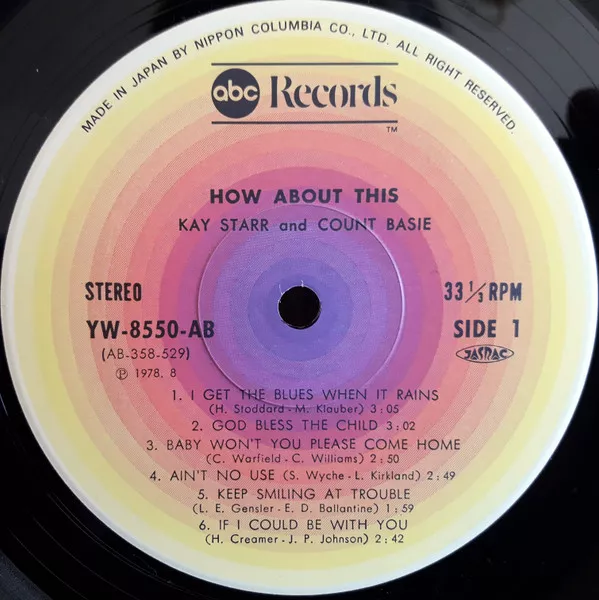 MADE IN JAPAN BY NIPPON COLUMBIA CO., LTD. ALL RIGHT RESERVED.
abc Records
TM
HOW ABOUT THIS
KAY STARR and COUNT BASIE
STEREO
33 1/3 RPM
YW-8550-AB
SIDE 1
(AB-358-529)
JASRAC
Ⓟ 1978. 8
1. I GET THE BLUES WHEN IT RAINS
(H. Stoddard - M. Klauber) 3:05
2. GOD BLESS THE CHILD 3:02
3. BABY WON'T YOU PLEASE COME HOME
(C. Warfield - C. Williams) 2:50
4. AIN'T NO USE (S. Wyche - L. Kirkland) 2:49
5. KEEP SMILING AT TROUBLE
(L. E. Gensler - E. D. Ballantine) 1:59
6. IF I COULD BE WITH YOU
(H. Creamer - J. P. Johnson) 2:42